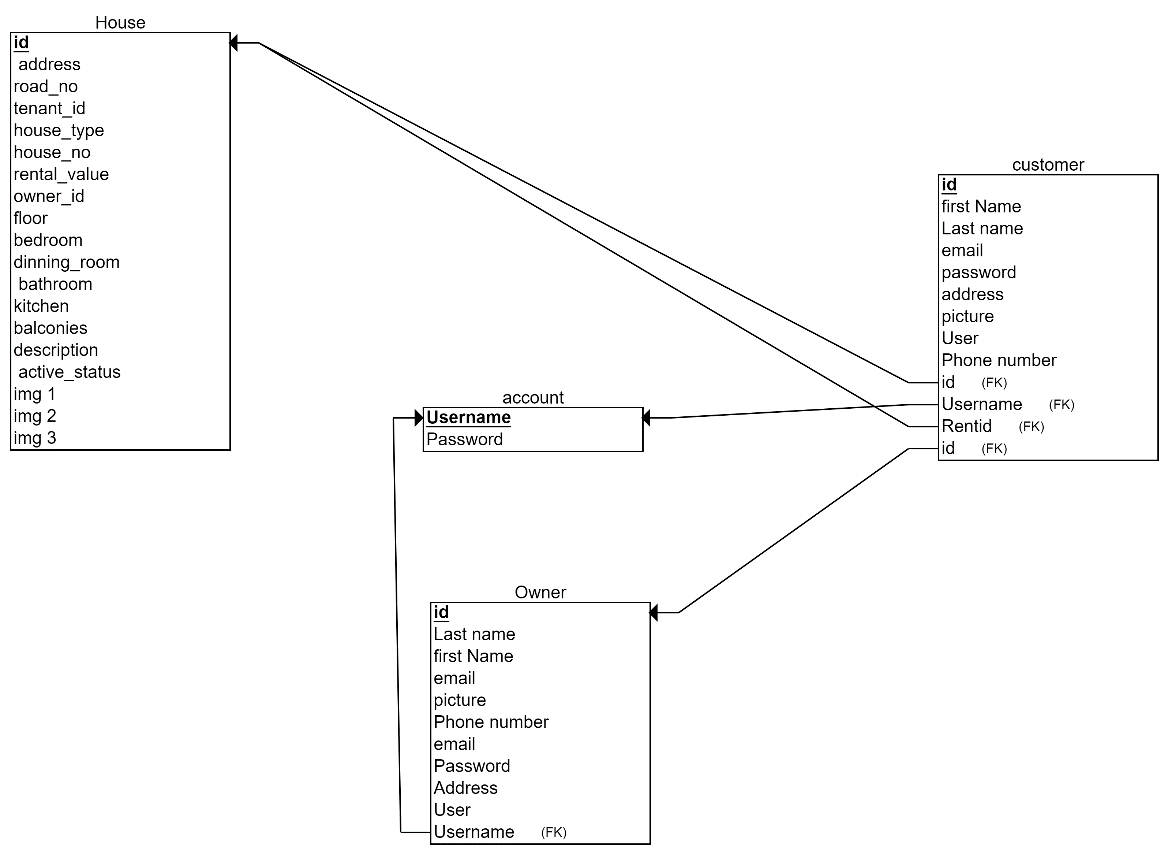 House
id
address
road_no
tenant_id
house_type
house_no
rental_value
owner_id
floor
bedroom
dinning_room
bathroom
kitchen
balconies
description
active_status
img 1
img 2
img 3
customer
id
first Name
Last name
email
password
address
picture
User
Phone number
id (FK)
Username (FK)
Rentid (FK)
id (FK)
account
Username
Password
Owner
id
Last name
first Name
email
picture
Phone number
email
Password
Address
User
Username (FK)